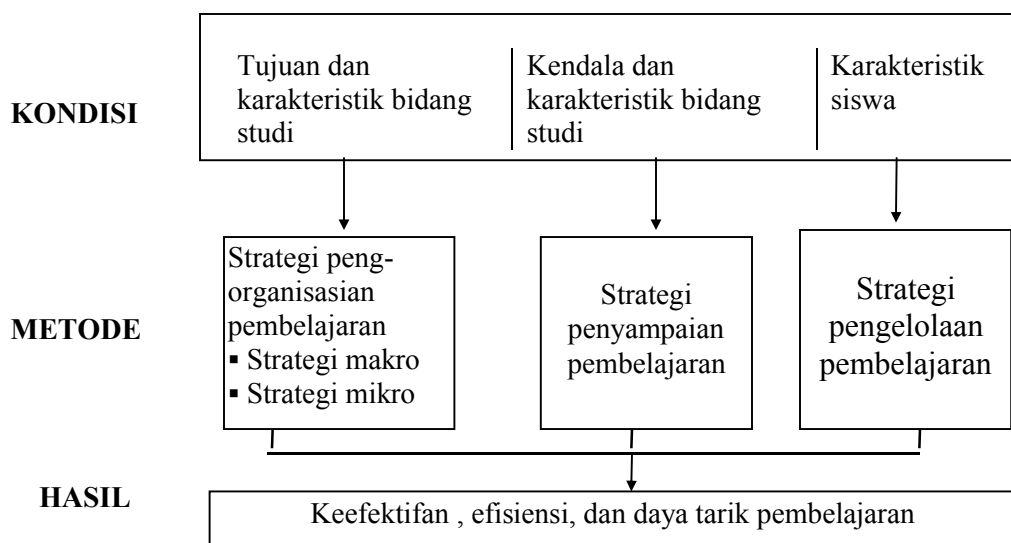 KONDISI
Tujuan dan
karakteristik bidang
studi
Kendala dan
karakteristik bidang
studi
Karakteristik
siswa
METODE
Strategi peng-
organisasian
pembelajaran
▪ Strategi makro
▪ Strategi mikro
Strategi
penyampaian
pembelajaran
Strategi
pengelolaan
pembelajaran
HASIL
Keefektifan , efisiensi, dan daya tarik pembelajaran